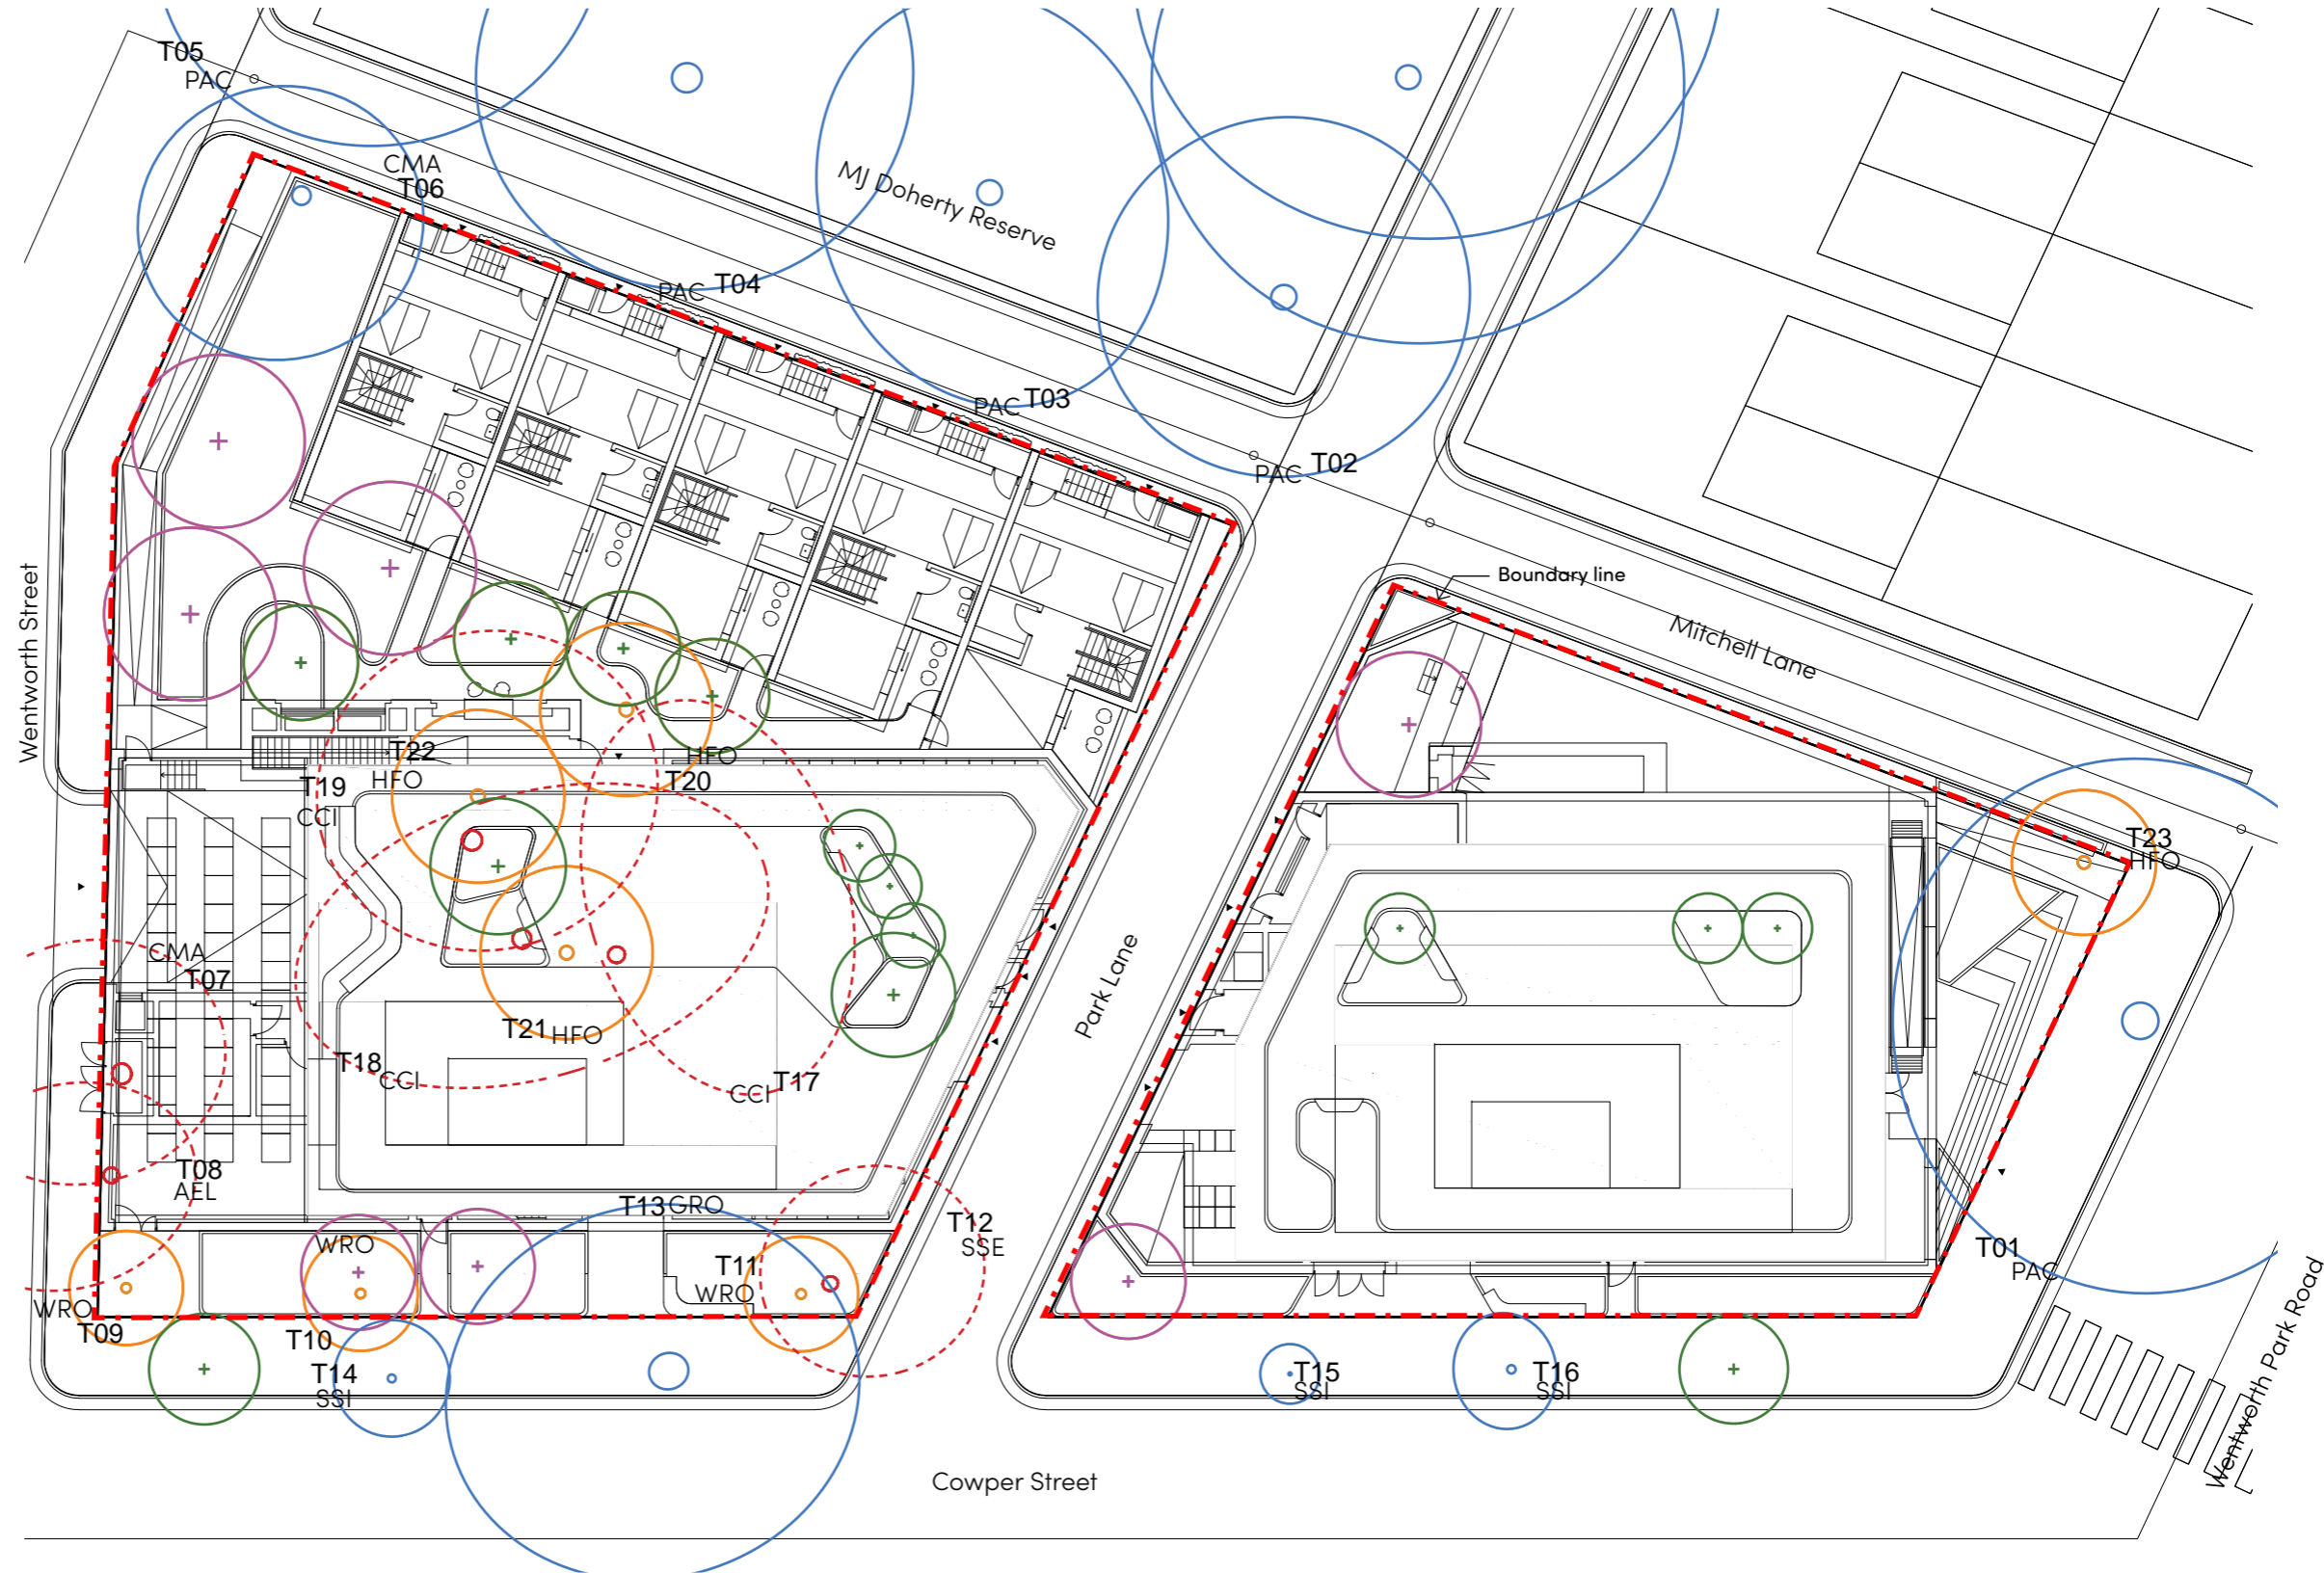 T05
PAC
CMA
T06
MJ Doherty Reserve
PAC T04
PAC T03
PAC T02
Boundary line
Mitchell Lane
Wentworth Street
T22
HFO
HFO
T20
T19
CCI
T23
HFO
CMA
T07
Park Lane
T21 HFO
T18
CCI
CCI T17
T08
AEL
T13 GRO
T12
SSE
WRO
T11
WRO
T01
PAC
WRO
T09
T10
T14
SSI
T15
SSI
T16
SSI
Wentworth Park Road
Cowper Street